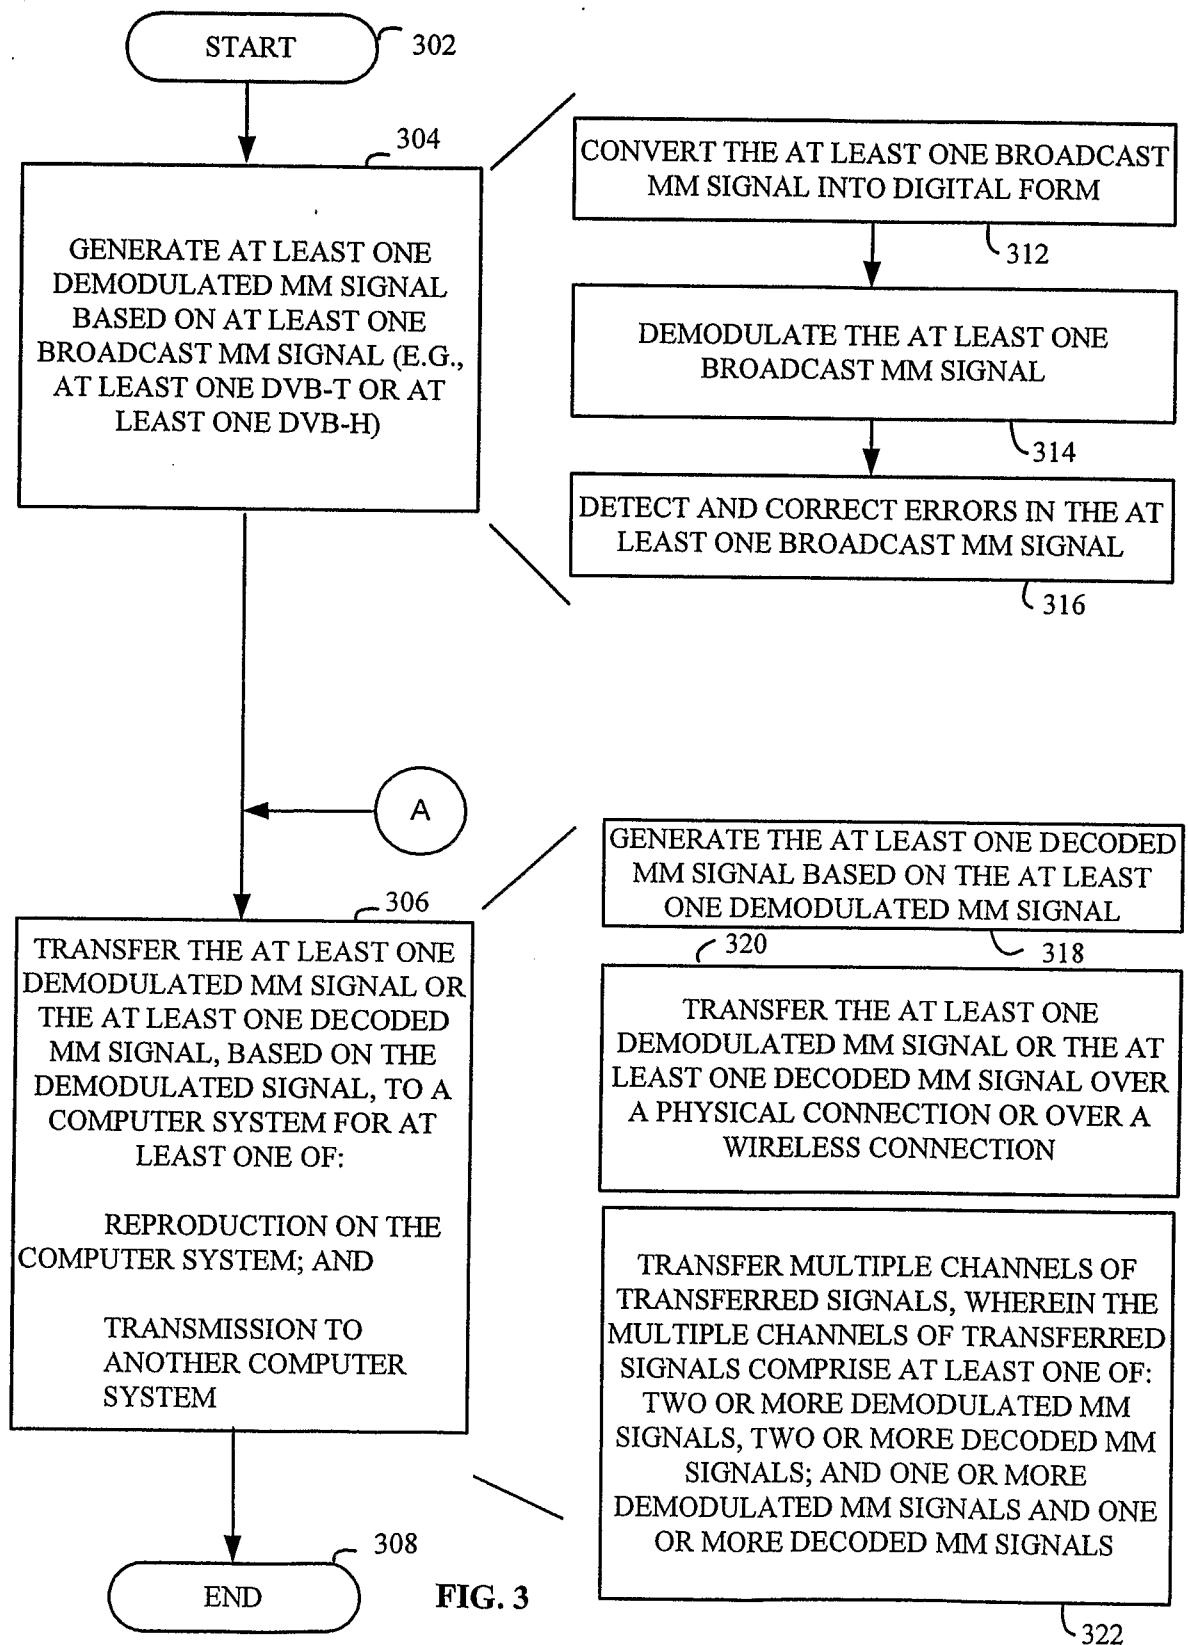 START
302
304
GENERATE AT LEAST ONE
DEMODULATED MM SIGNAL
BASED ON AT LEAST ONE
BROADCAST MM SIGNAL (E.G.,
AT LEAST ONE DVB-T OR AT
LEAST ONE DVB-H)
CONVERT THE AT LEAST ONE BROADCAST
MM SIGNAL INTO DIGITAL FORM
312
DEMODULATE THE AT LEAST ONE
BROADCAST MM SIGNAL
314
DETECT AND CORRECT ERRORS IN THE AT
LEAST ONE BROADCAST MM SIGNAL
316
A
306
TRANSFER THE AT LEAST ONE
DEMODULATED MM SIGNAL OR
THE AT LEAST ONE DECODED
MM SIGNAL, BASED ON THE
DEMODULATED SIGNAL, TO A
COMPUTER SYSTEM FOR AT
LEAST ONE OF:
REPRODUCTION ON THE
COMPUTER SYSTEM; AND
TRANSMISSION TO
ANOTHER COMPUTER
SYSTEM
GENERATE THE AT LEAST ONE DECODED
MM SIGNAL BASED ON THE AT LEAST
ONE DEMODULATED MM SIGNAL
318
320
TRANSFER THE AT LEAST ONE
DEMODULATED MM SIGNAL OR THE AT
LEAST ONE DECODED MM SIGNAL OVER
A PHYSICAL CONNECTION OR OVER A
WIRELESS CONNECTION
TRANSFER MULTIPLE CHANNELS OF
TRANSFERRED SIGNALS, WHEREIN THE
MULTIPLE CHANNELS OF TRANSFERRED
SIGNALS COMPRISE AT LEAST ONE OF:
TWO OR MORE DEMODULATED MM
SIGNALS, TWO OR MORE DECODED MM
SIGNALS; AND ONE OR MORE
DEMODULATED MM SIGNALS AND ONE
OR MORE DECODED MM SIGNALS
322
308
END
FIG. 3